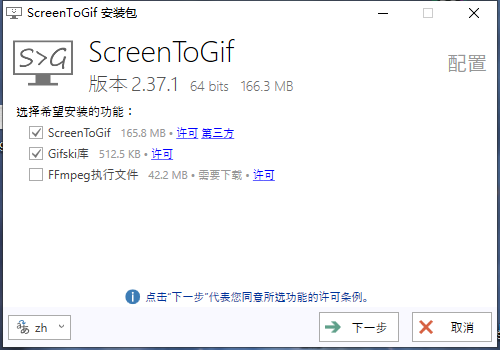 ScreenToGif 安装包
S>G
ScreenToGif
版本 2.37.1 64 bits 166.3 MB
配置
选择希望安装的功能：
ScreenToGif 165.8 MB • 许可 第三方
Gifski库 512.5 KB • 许可
FFmpeg执行文件 42.2 MB • 需要下载 • 许可
点击“下一步”代表您同意所选功能的许可条例。
zh
下一步
取消